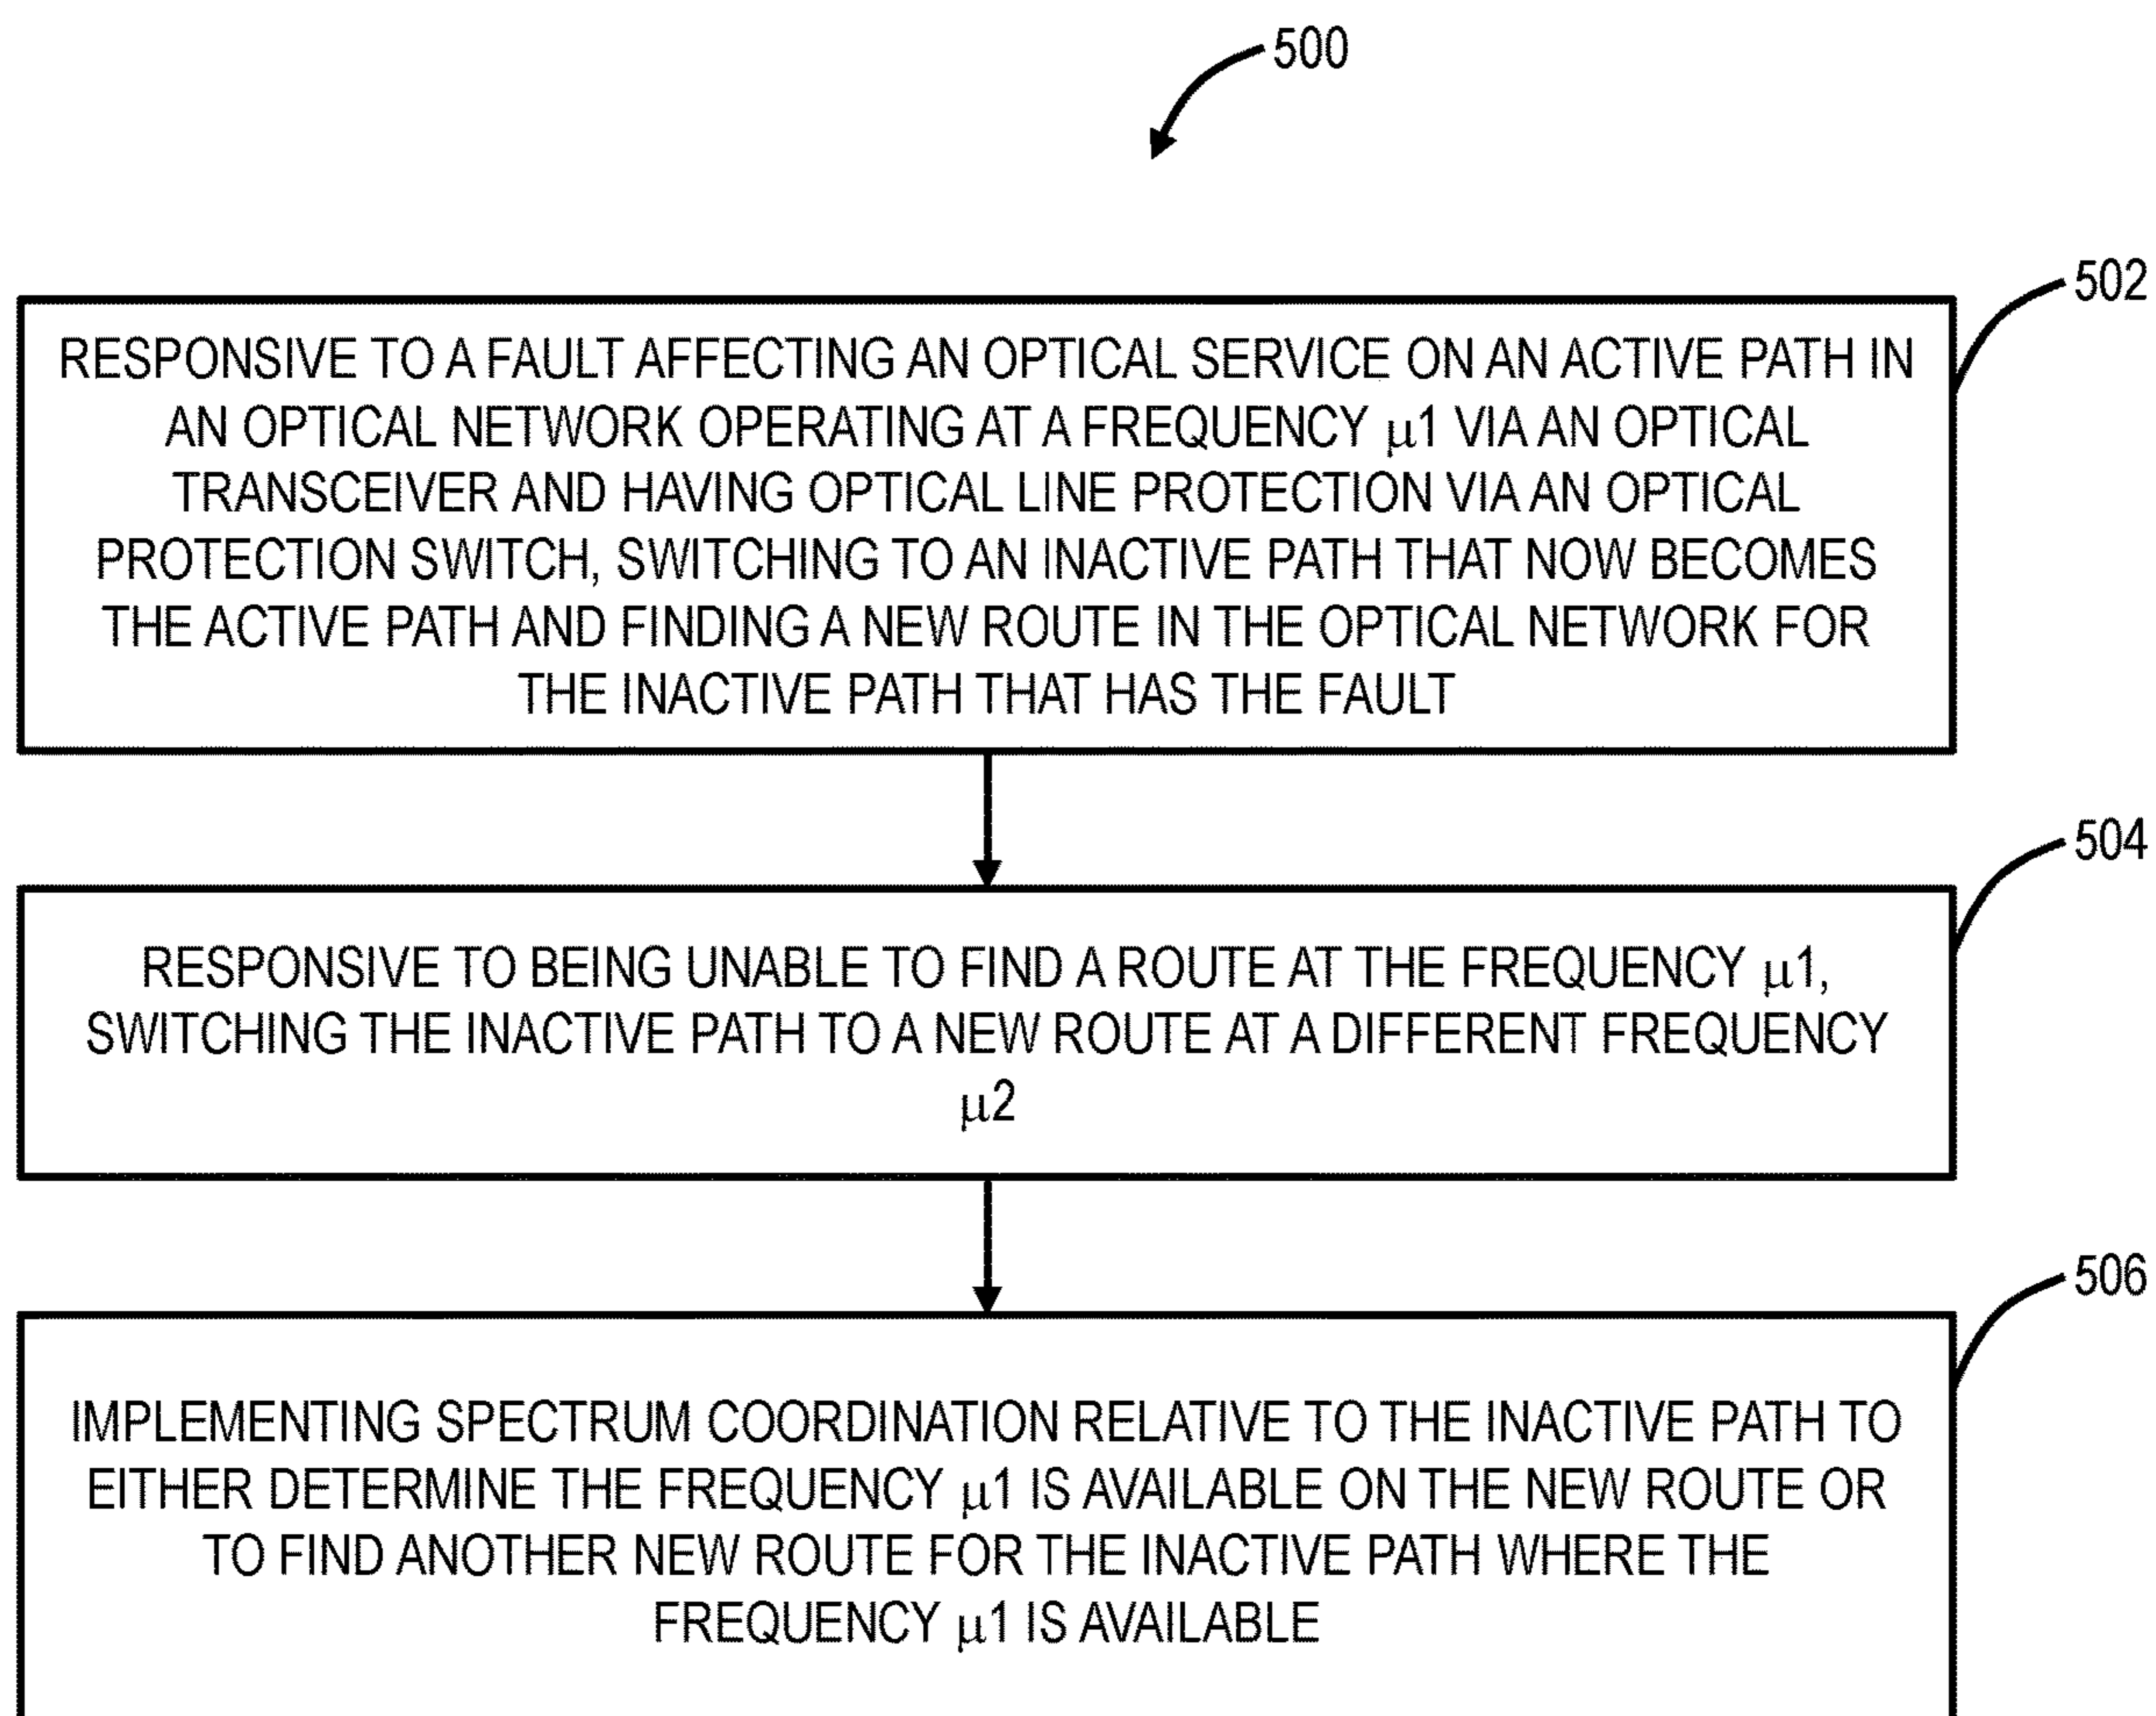 500
502
RESPONSIVE TO A FAULT AFFECTING AN OPTICAL SERVICE ON AN ACTIVE PATH IN
AN OPTICAL NETWORK OPERATING AT A FREQUENCY µ1 VIA AN OPTICAL
TRANSCEIVER AND HAVING OPTICAL LINE PROTECTION VIA AN OPTICAL
PROTECTION SWITCH, SWITCHING TO AN INACTIVE PATH THAT NOW BECOMES
THE ACTIVE PATH AND FINDING A NEW ROUTE IN THE OPTICAL NETWORK FOR
THE INACTIVE PATH THAT HAS THE FAULT
504
RESPONSIVE TO BEING UNABLE TO FIND A ROUTE AT THE FREQUENCY µ1,
SWITCHING THE INACTIVE PATH TO A NEW ROUTE AT A DIFFERENT FREQUENCY
µ2
506
IMPLEMENTING SPECTRUM COORDINATION RELATIVE TO THE INACTIVE PATH TO
EITHER DETERMINE THE FREQUENCY µ1 IS AVAILABLE ON THE NEW ROUTE OR
TO FIND ANOTHER NEW ROUTE FOR THE INACTIVE PATH WHERE THE
FREQUENCY µ1 IS AVAILABLE